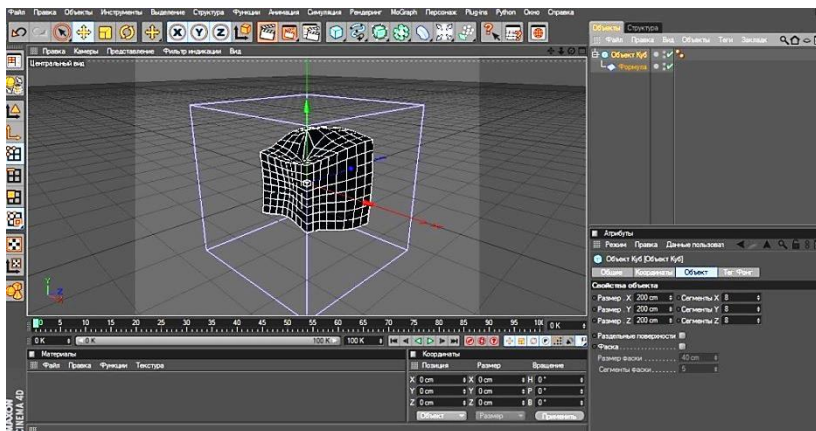 Файл Правка Объекты Инструменты Выделение Структура Функции Анимация Симуляция Рендеринг MoGraph Персонаж Plug-ins Python Окно Справка
Объекты Структура
Файл Правка Вид Объекты Теги Закладк
Правка Камеры Представление Фильтр индикации Вид
Центральный вид
Объект Куб
Формула
Y
Z
X
Атрибуты
Режим Правка Данные пользоват
Объект Куб [Объект Куб]
Общие Координаты Объект Тег 'Фонг'
Свойства объекта
Размер . X 200 cm Сегменты X 8
Размер . Y 200 cm Сегменты Y 8
Размер . Z 200 cm Сегменты Z 8
Раздельные поверхности
Фаска
Размер фаски 40 cm
Сегменты фаски 5
0 5 10 15 20 25 30 35 40 45 50 55 60 65 70 75 80 85 90 95 0 K
0 K 0 K 100 K 100 K
Материалы
Файл Правка Функции Текстура
Координаты
Позиция Размер Вращение
X 0 cm X 0 cm H 0 °
Y 0 cm Y 0 cm P 0 °
Z 0 cm Z 0 cm B 0 °
Объект Размер Применить
MAXON
CINEMA 4D